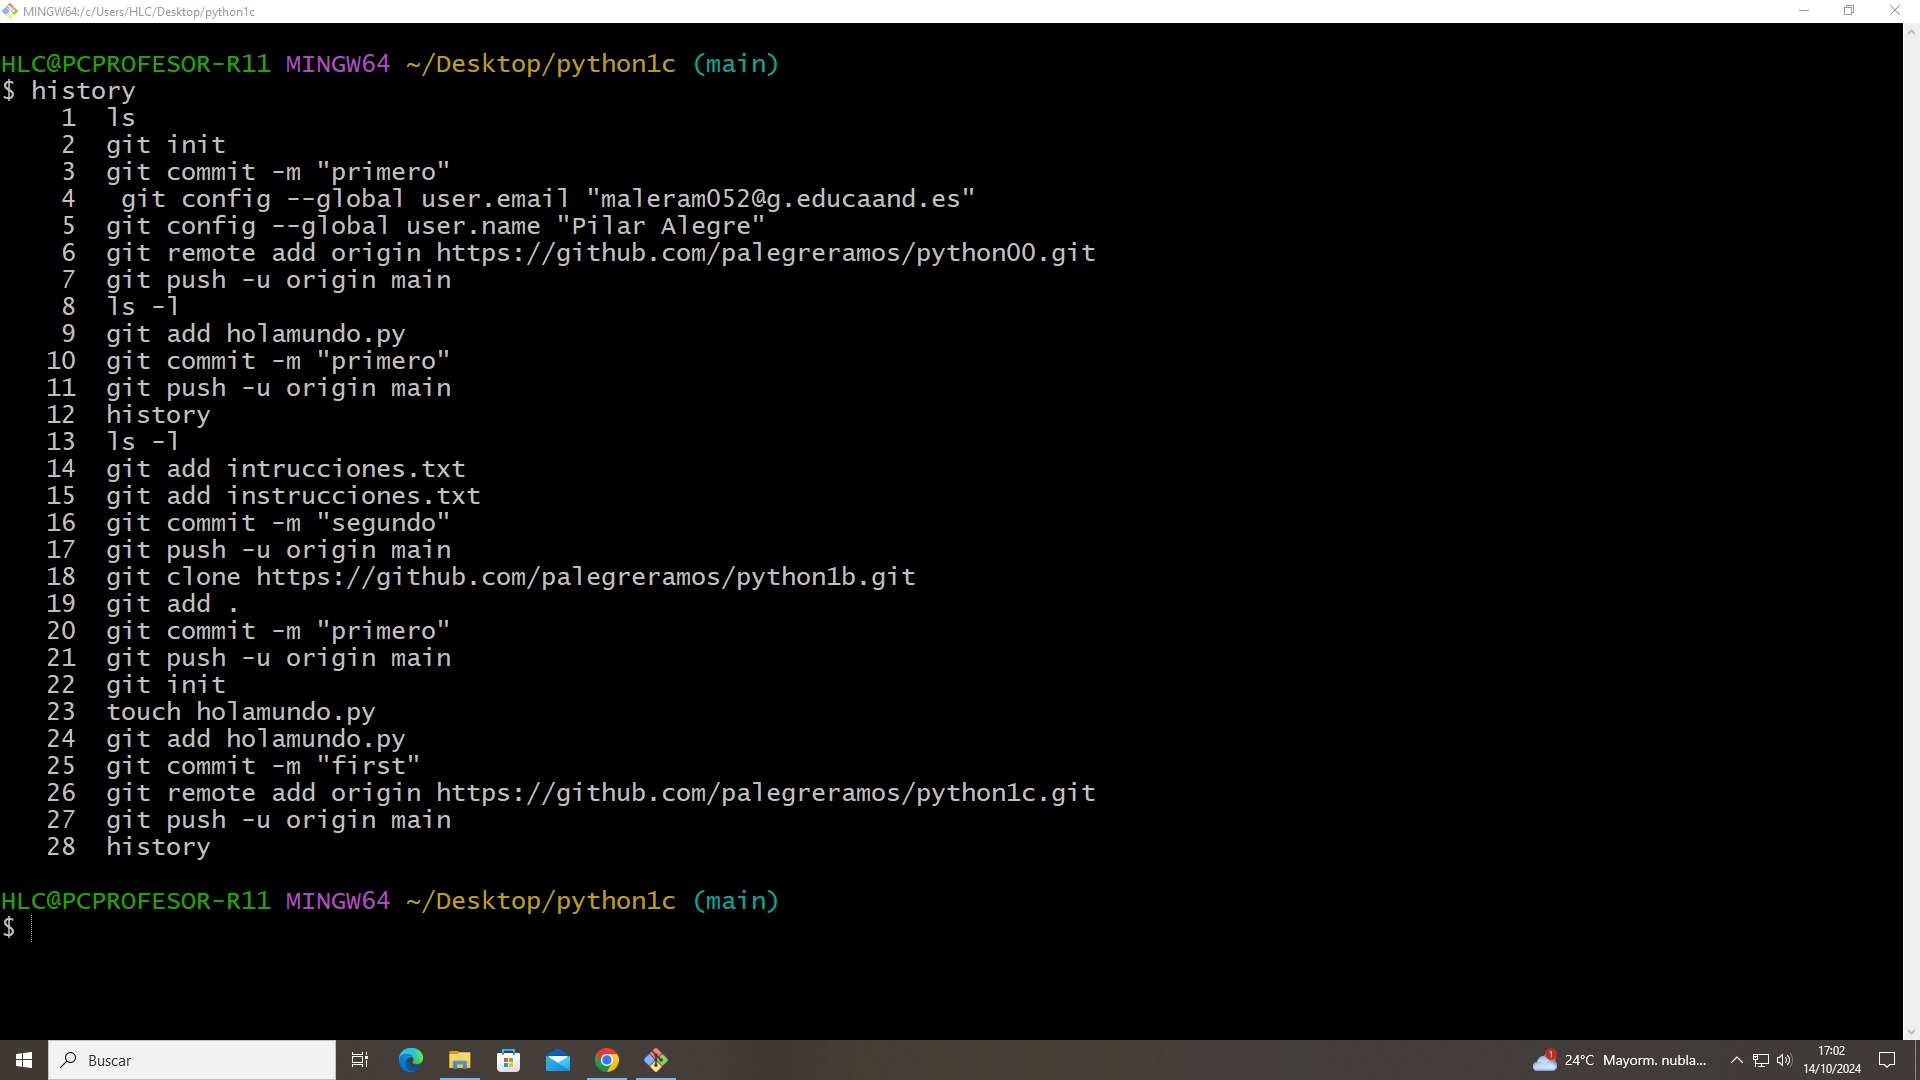 MINGW64:/c/Users/HLC/Desktop/python1c
HLC@PCPROFESOR-R11 MINGW64 ~/Desktop/python1c (main)
$ history
1 ls
2 git init
3 git commit -m "primero"
4 git config --global user.email "maleram052@g.educaand.es"
5 git config --global user.name "Pilar Alegre"
6 git remote add origin https://github.com/palegreramos/python00.git
7 git push -u origin main
8 ls -l
9 git add holamundo.py
10 git commit -m "primero"
11 git push -u origin main
12 history
13 ls -l
14 git add intrucciones.txt
15 git add instrucciones.txt
16 git commit -m "segundo"
17 git push -u origin main
18 git clone https://github.com/palegreramos/python1b.git
19 git add .
20 git commit -m "primero"
21 git push -u origin main
22 git init
23 touch holamundo.py
24 git add holamundo.py
25 git commit -m "first"
26 git remote add origin https://github.com/palegreramos/python1c.git
27 git push -u origin main
28 history
HLC@PCPROFESOR-R11 MINGW64 ~/Desktop/python1c (main)
$
Buscar
1
24°C Mayorm. nubla...
17:02
14/10/2024